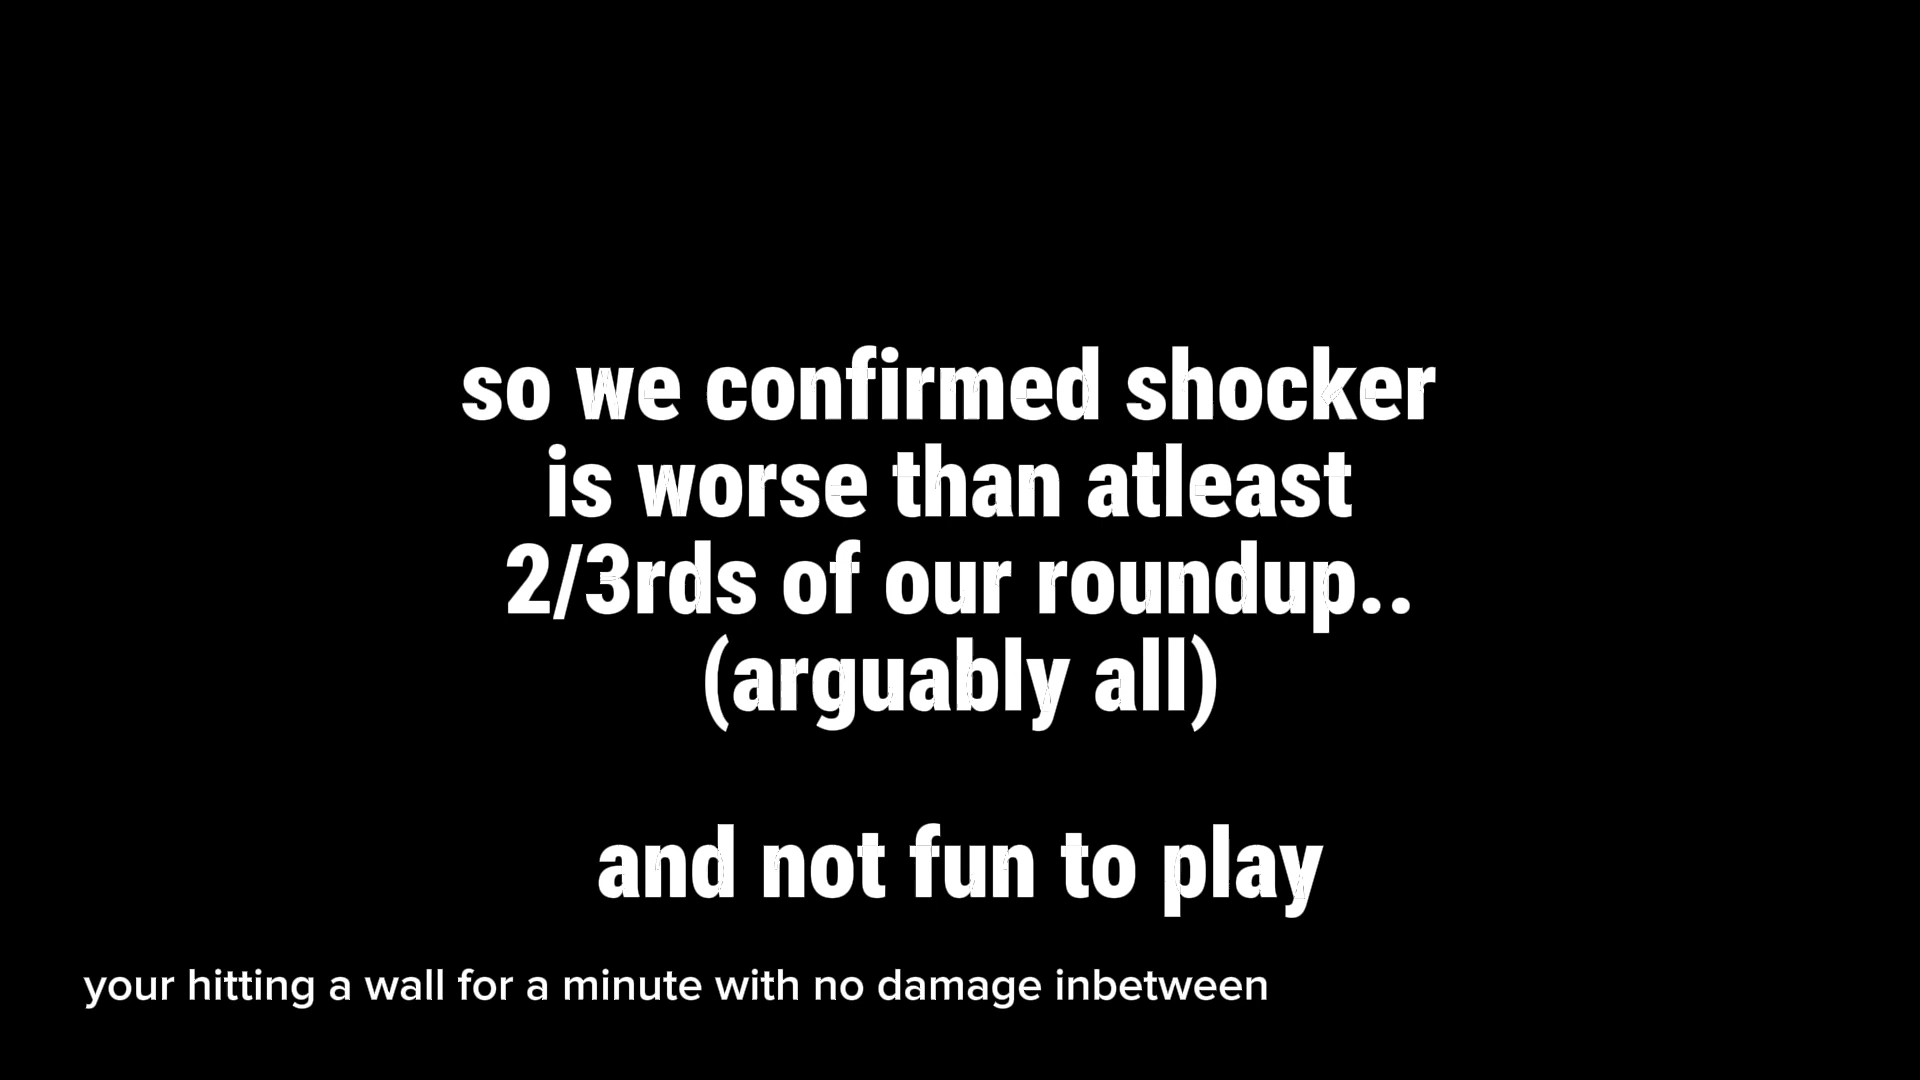 so we confirmed shocker
is worse than atleast
2/3rds of our roundup..
(arguably all)
and not fun to play
your hitting a wall for a minute with no damage inbetween